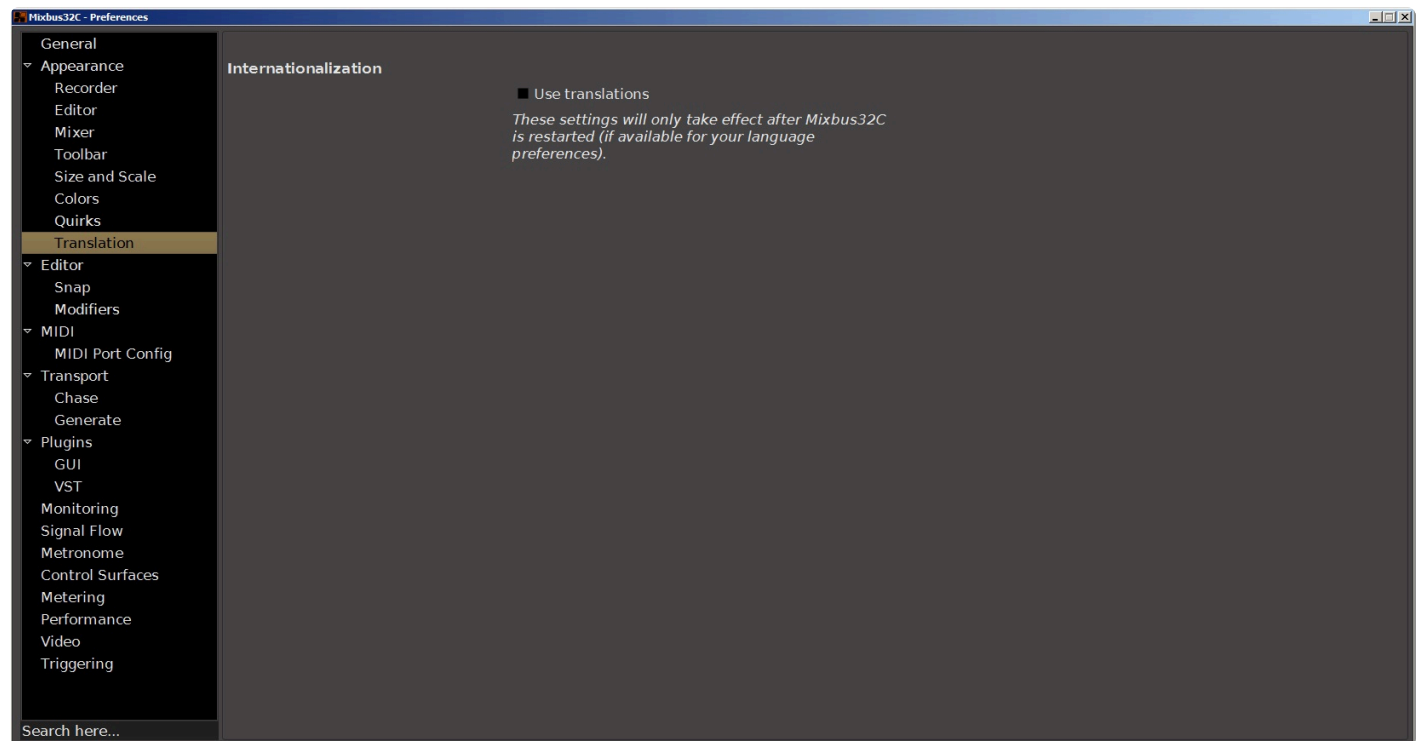 Mixbus32C - Preferences
General
Appearance
Recorder
Editor
Mixer
Toolbar
Size and Scale
Colors
Quirks
Translation
Editor
Snap
Modifiers
MIDI
MIDI Port Config
Transport
Chase
Generate
Plugins
GUI
VST
Monitoring
Signal Flow
Metronome
Control Surfaces
Metering
Performance
Video
Triggering
Search here...
Internationalization
Use translations
These settings will only take effect after Mixbus32C
is restarted (if available for your language
preferences).